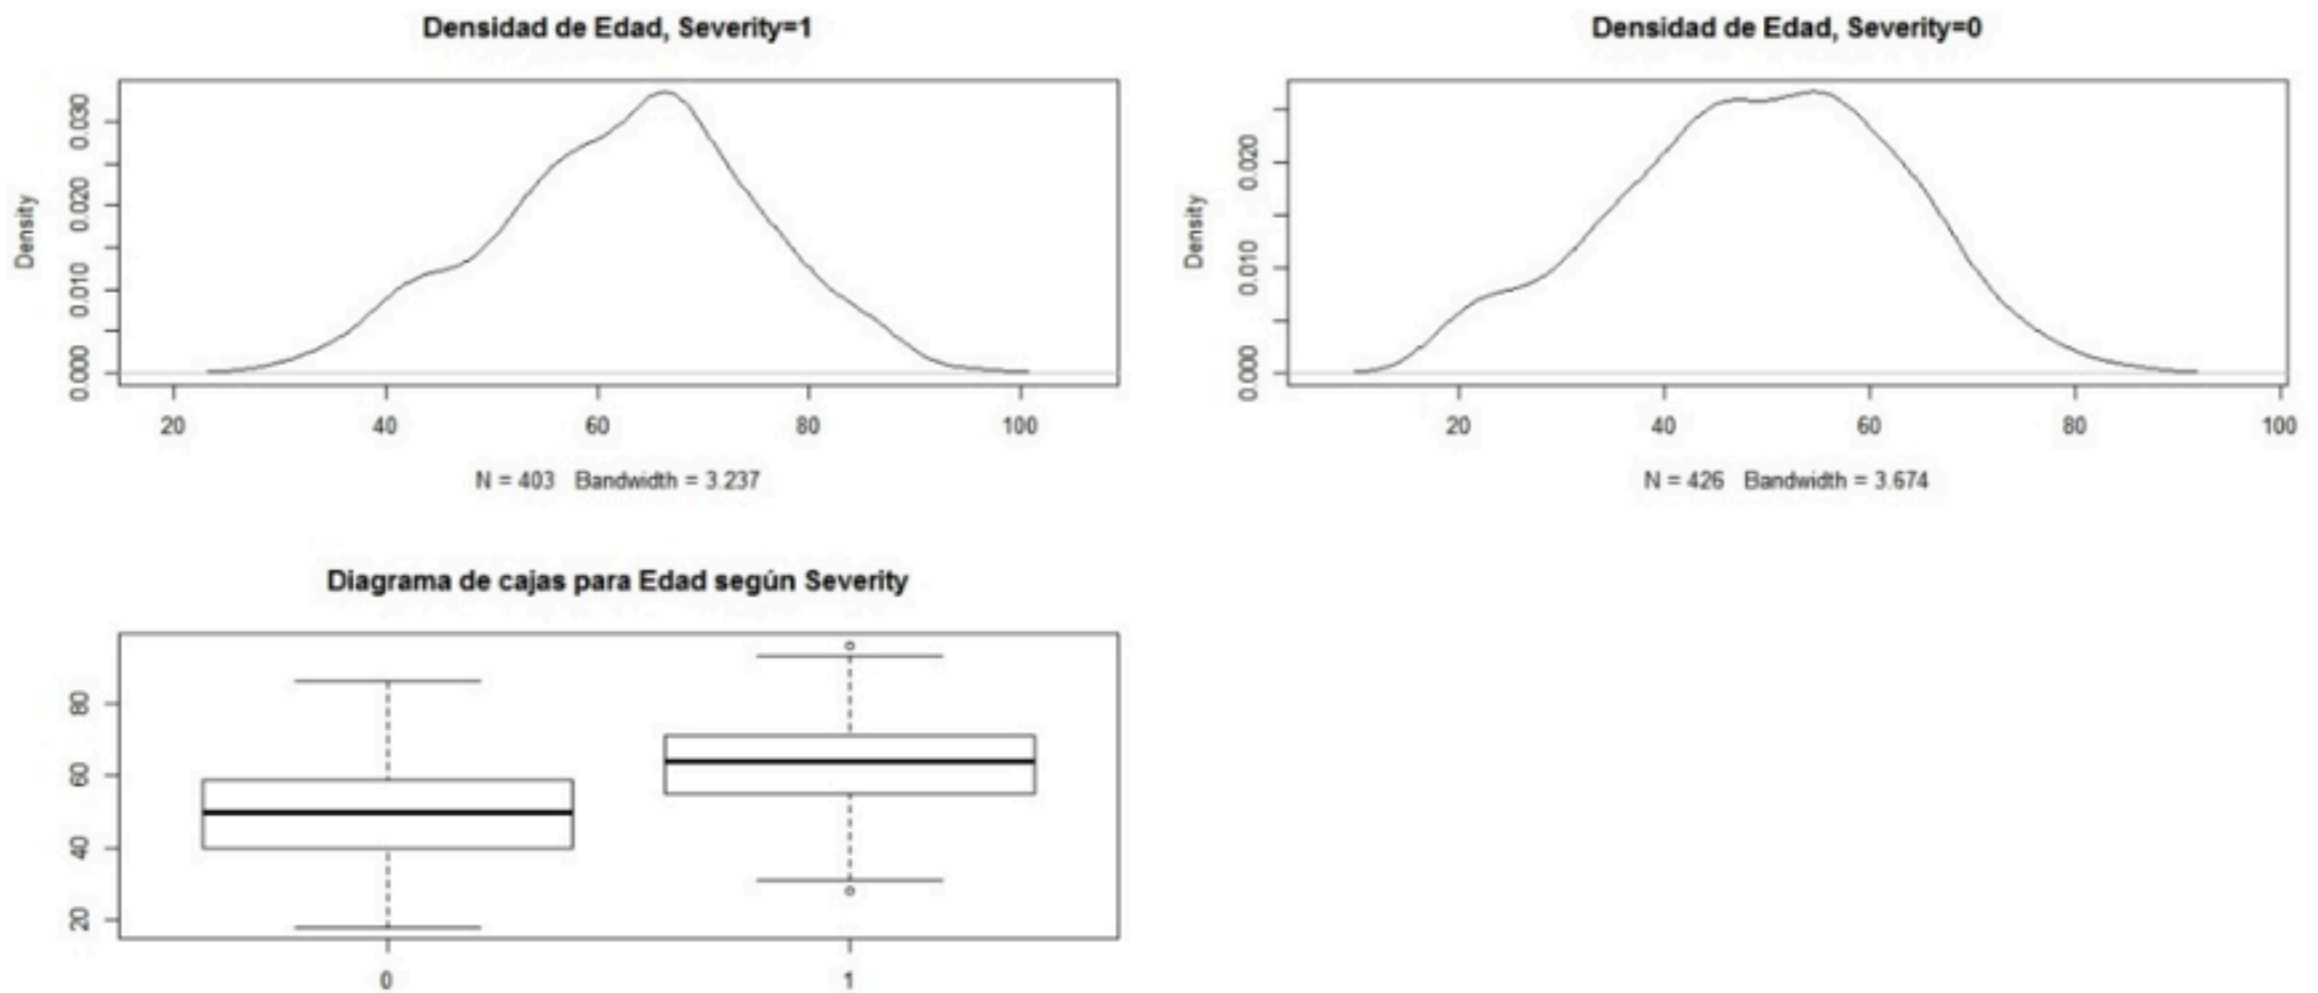 Densidad de Edad, Severity=1
Density
0.000 0.010 0.020 0.030
20 40 60 80 100
N = 403 Bandwidth = 3.237
Densidad de Edad, Severity=0
Density
0.000 0.010 0.020
20 40 60 80 100
N = 426 Bandwidth = 3.674
Diagrama de cajas para Edad según Severity
20 40 60 80
0 1